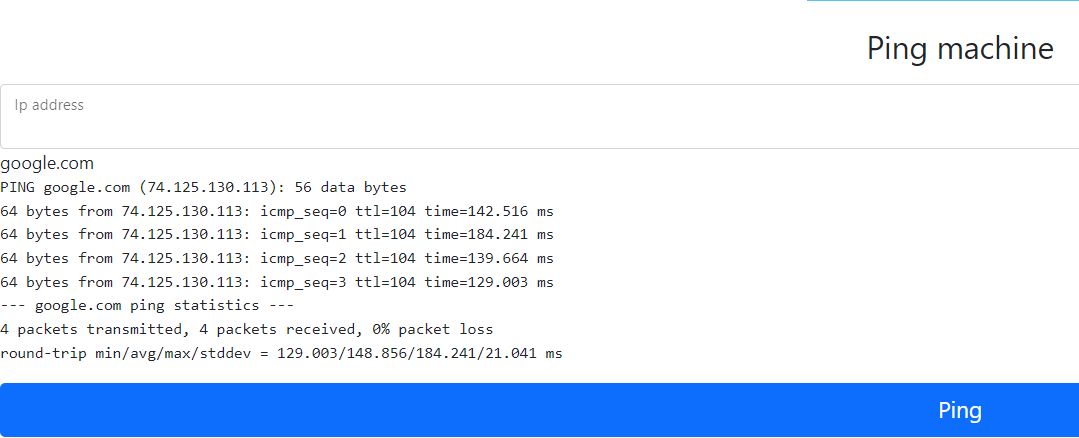 Ping machine
Ip address
google.com
PING google.com (74.125.130.113): 56 data bytes
64 bytes from 74.125.130.113: icmp_seq=0 ttl=104 time=142.516 ms
64 bytes from 74.125.130.113: icmp_seq=1 ttl=104 time=184.241 ms
64 bytes from 74.125.130.113: icmp_seq=2 ttl=104 time=139.664 ms
64 bytes from 74.125.130.113: icmp_seq=3 ttl=104 time=129.003 ms
--- google.com ping statistics ---
4 packets transmitted, 4 packets received, 0% packet loss
round-trip min/avg/max/stddev = 129.003/148.856/184.241/21.041 ms
Ping